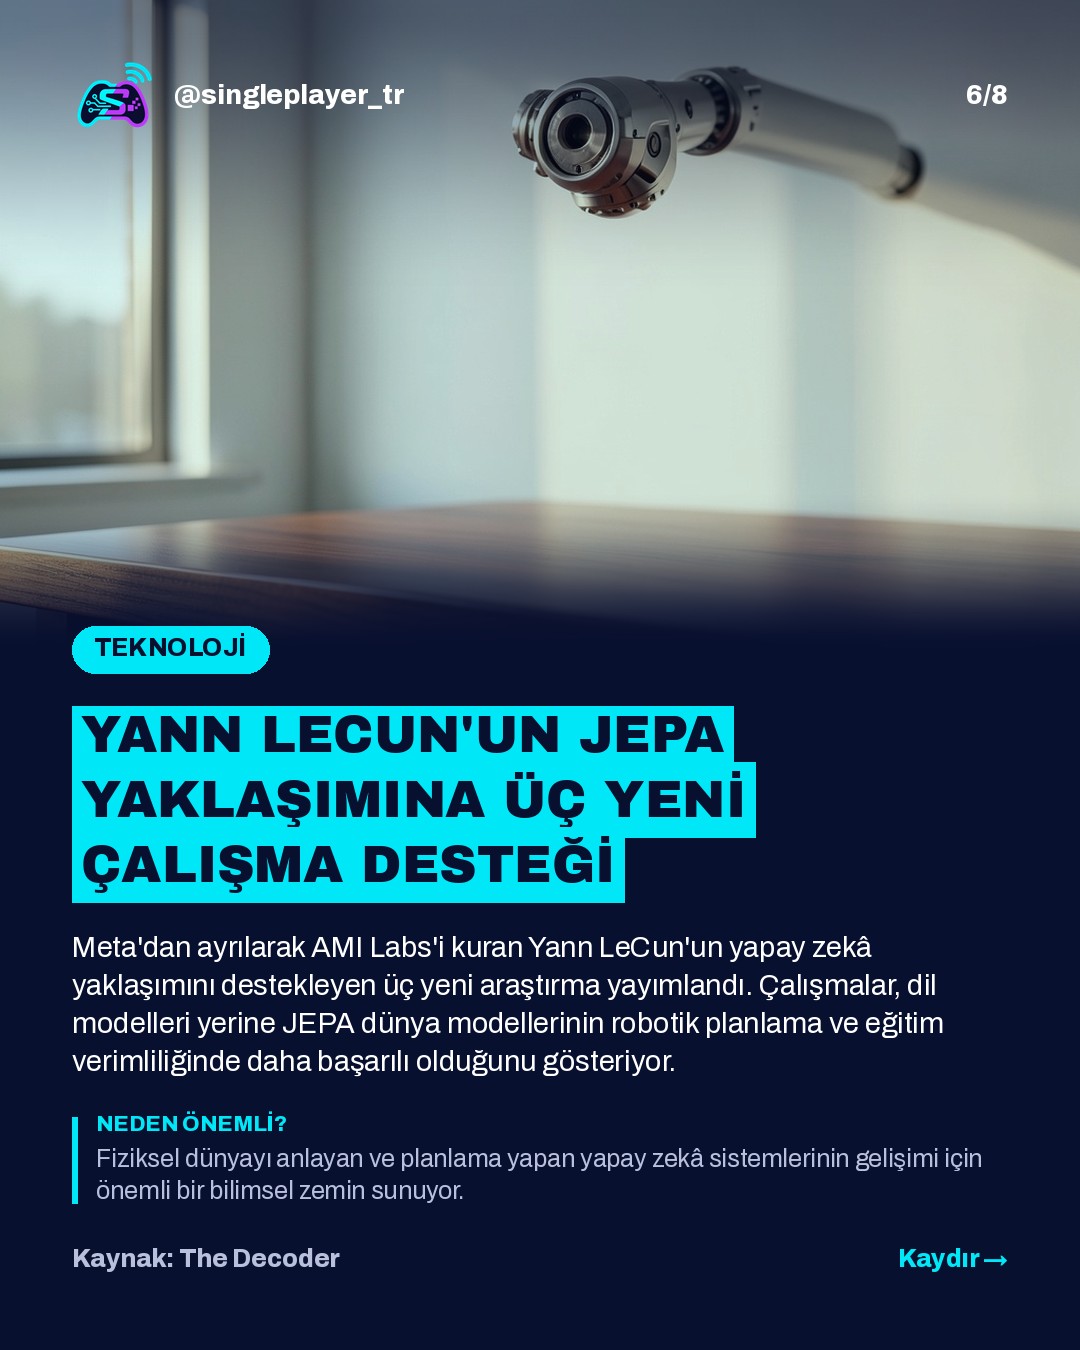 @singleplayer_tr
6/8
TEKNOLOJİ
YANN LECUN'UN JEPA
YAKLAŞIMINA ÜÇ YENİ
ÇALIŞMA DESTEĞİ
Meta'dan ayrılarak AMI Labs'i kuran Yann LeCun'un yapay zekâ
yaklaşımını destekleyen üç yeni araştırma yayımlandı. Çalışmalar, dil
modelleri yerine JEPA dünya modellerinin robotik planlama ve eğitim
verimliliğinde daha başarılı olduğunu gösteriyor.
NEDEN ÖNEMLİ?
Fiziksel dünyayı anlayan ve planlama yapan yapay zekâ sistemlerinin gelişimi için
önemli bir bilimsel zemin sunuyor.
Kaynak: The Decoder
Kaydır →